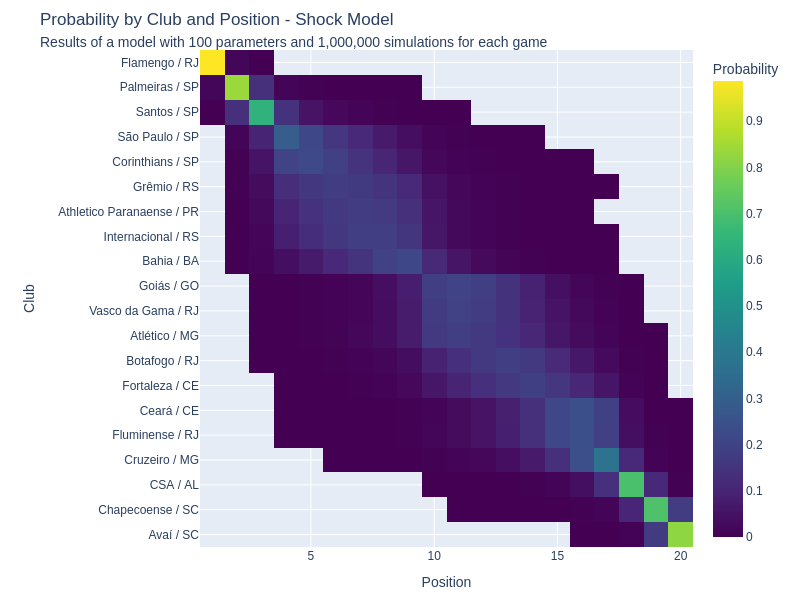 Probability by Club and Position - Shock Model
Results of a model with 100 parameters and 1,000,000 simulations for each game
Probability
Flamengo / RJ
Palmeiras / SP
Santos / SP
São Paulo / SP
Corinthians / SP
Grêmio / RS
Athletico Paranaense / PR
Internacional / RS
Bahia / BA
Goiás / GO
Vasco da Gama / RJ
Atlético / MG
Botafogo / RJ
Fortaleza / CE
Ceará / CE
Fluminense / RJ
Cruzeiro / MG
CSA / AL
Chapecoense / SC
Avaí / SC
Club
5
10
15
20
Position
0.9
0.8
0.7
0.6
0.5
0.4
0.3
0.2
0.1
0